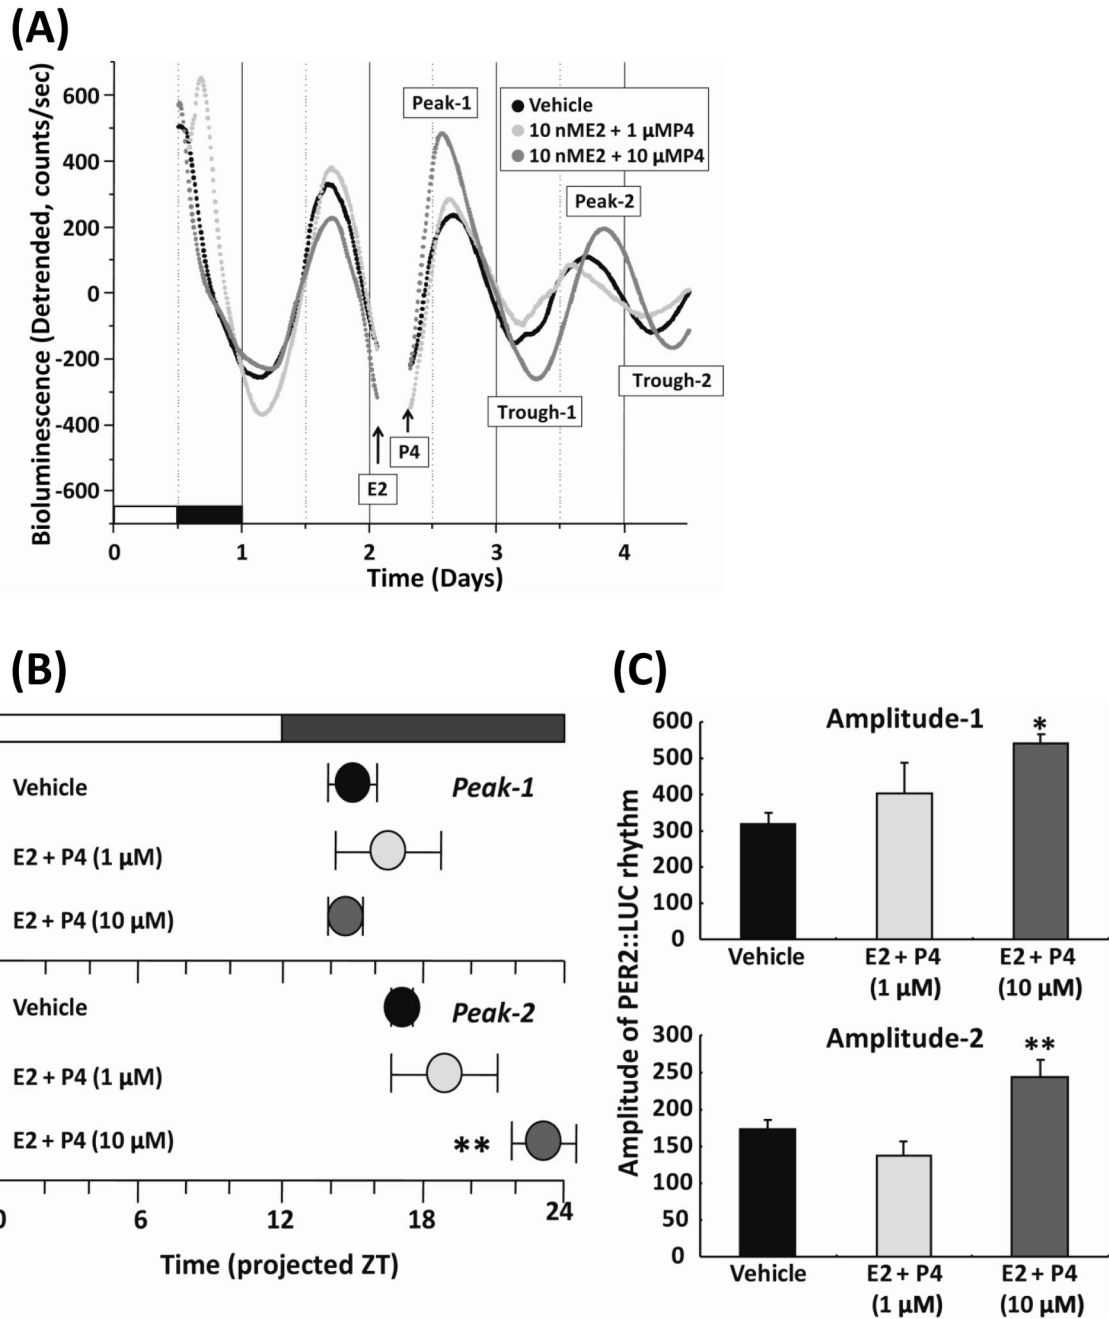 (A)
Bioluminescence (Detrended, counts/sec)
600
400
200
0
-200
-400
-600
Peak-1
Vehicle
10 nME2 + 1 μMP4
10 nME2 + 10 μMP4
Peak-2
Trough-2
Trough-1
P4
E2
0 1 2 3 4
Time (Days)
(B)
Vehicle
Peak-1
E2 + P4 (1 μM)
E2 + P4 (10 μM)
Vehicle
Peak-2
E2 + P4 (1 μM)
E2 + P4 (10 μM)
**
0 6 12 18 24
Time (projected ZT)
(C)
Amplitude of PER2::LUC rhythm
Amplitude-1
*
600
500
400
300
200
100
0
Vehicle
E2 + P4
(1 μM)
E2 + P4
(10 μM)
Amplitude-2
**
300
250
200
150
100
50
0
Vehicle
E2 + P4
(1 μM)
E2 + P4
(10 μM)